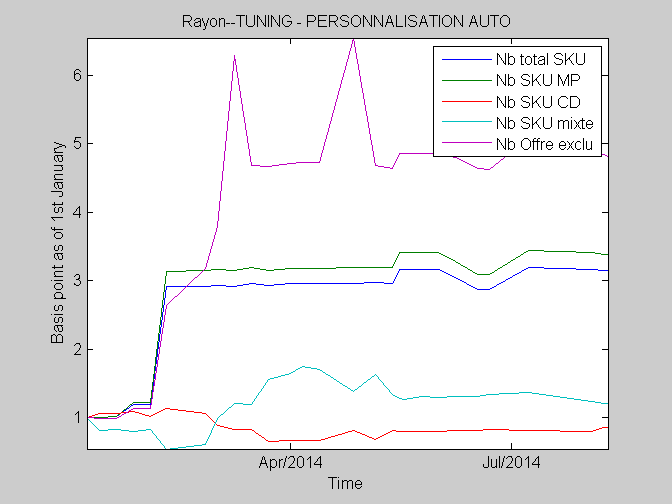 Rayon--TUNING - PERSONNALISATION AUTO
Nb total SKU
Nb SKU MP
Nb SKU CD
Nb SKU mixte
Nb Offre exclu
Basis point as of 1st January
6
5
4
3
2
1
Apr/2014
Jul/2014
Time